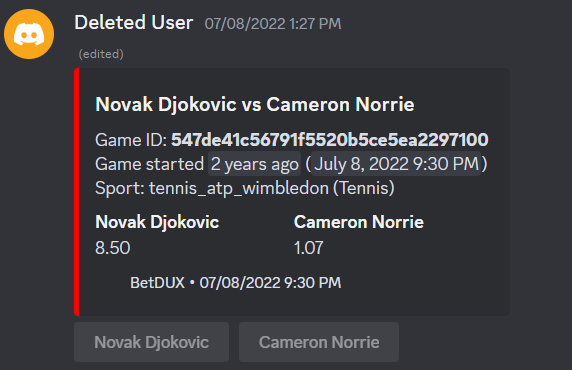 Deleted User 07/08/2022 1:27 PM
(edited)
Novak Djokovic vs Cameron Norrie
Game ID: 547de41c56791f5520b5ce5ea2297100
Game started 2 years ago (July 8, 2022 9:30 PM)
Sport: tennis_atp_wimbledon (Tennis)
Novak Djokovic Cameron Norrie
8.50 1.07
BetDUX • 07/08/2022 9:30 PM
Novak Djokovic Cameron Norrie